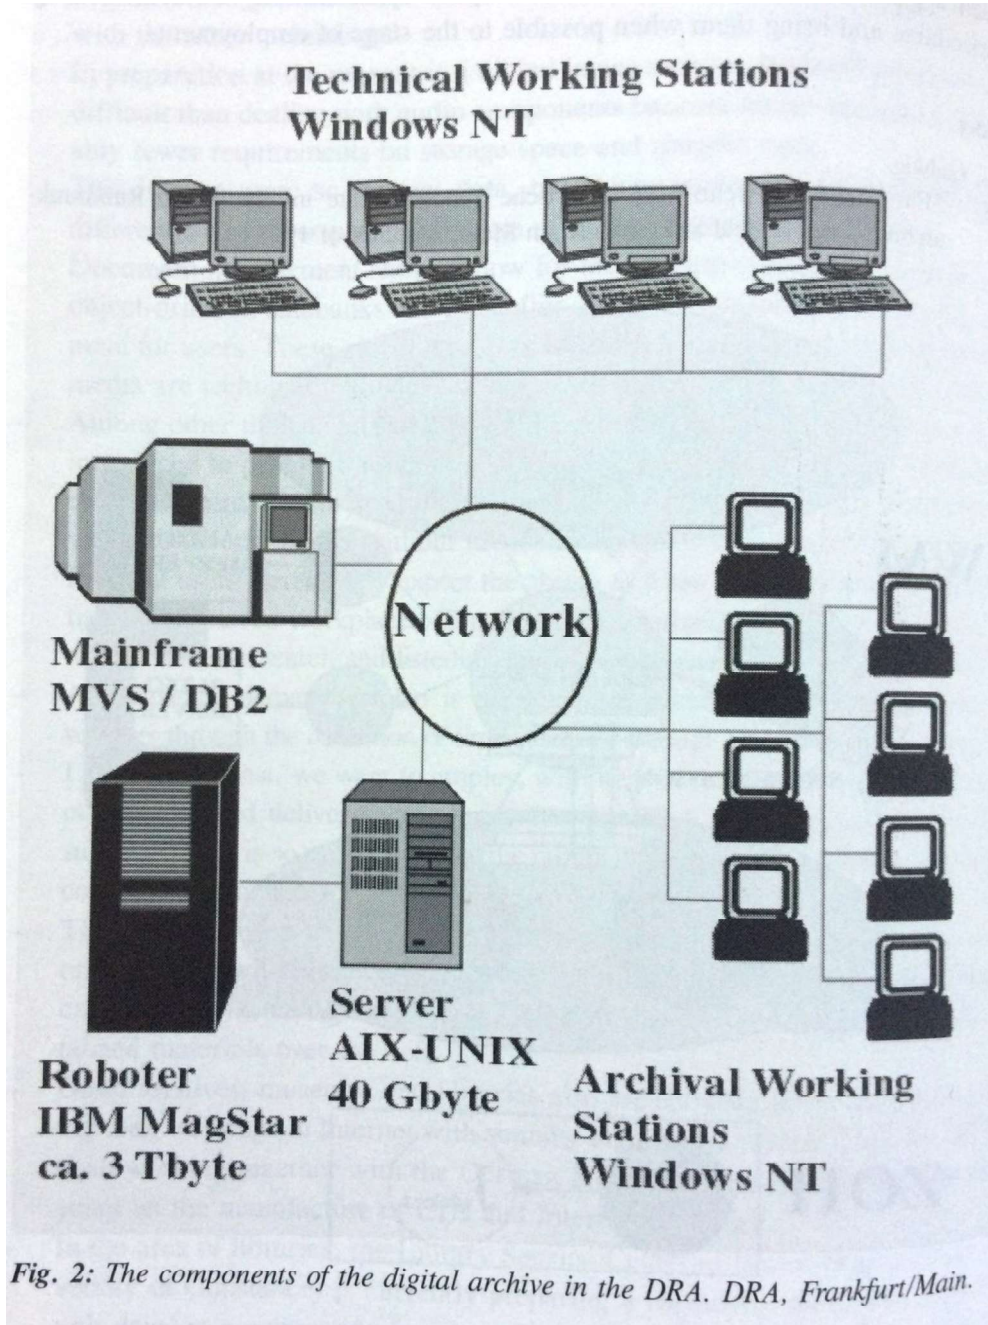 Technical Working Stations
Windows NT
Network
Mainframe
MVS / DB2
Server
AIX-UNIX
40 Gbyte
Roboter
IBM MagStar
ca. 3 Tbyte
Archival Working
Stations
Windows NT
Fig. 2: The components of the digital archive in the DRA. DRA, Frankfurt/Main.